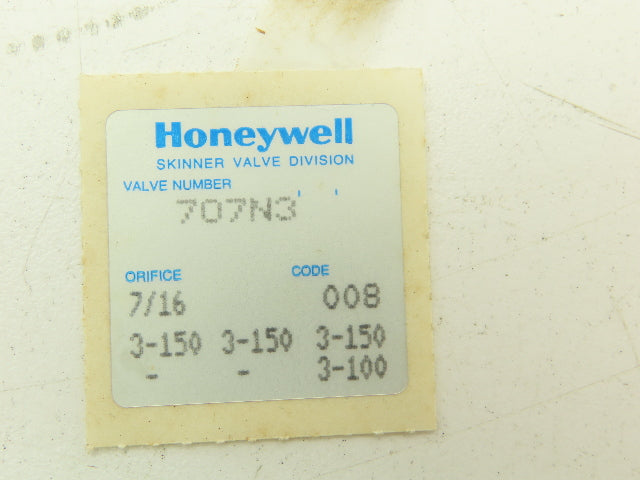 Honeywell
SKINNER VALVE DIVISION
VALVE NUMBER
707N3
ORIFICE CODE
7/16 008
3-150 3-150 3-150
- - 3-100